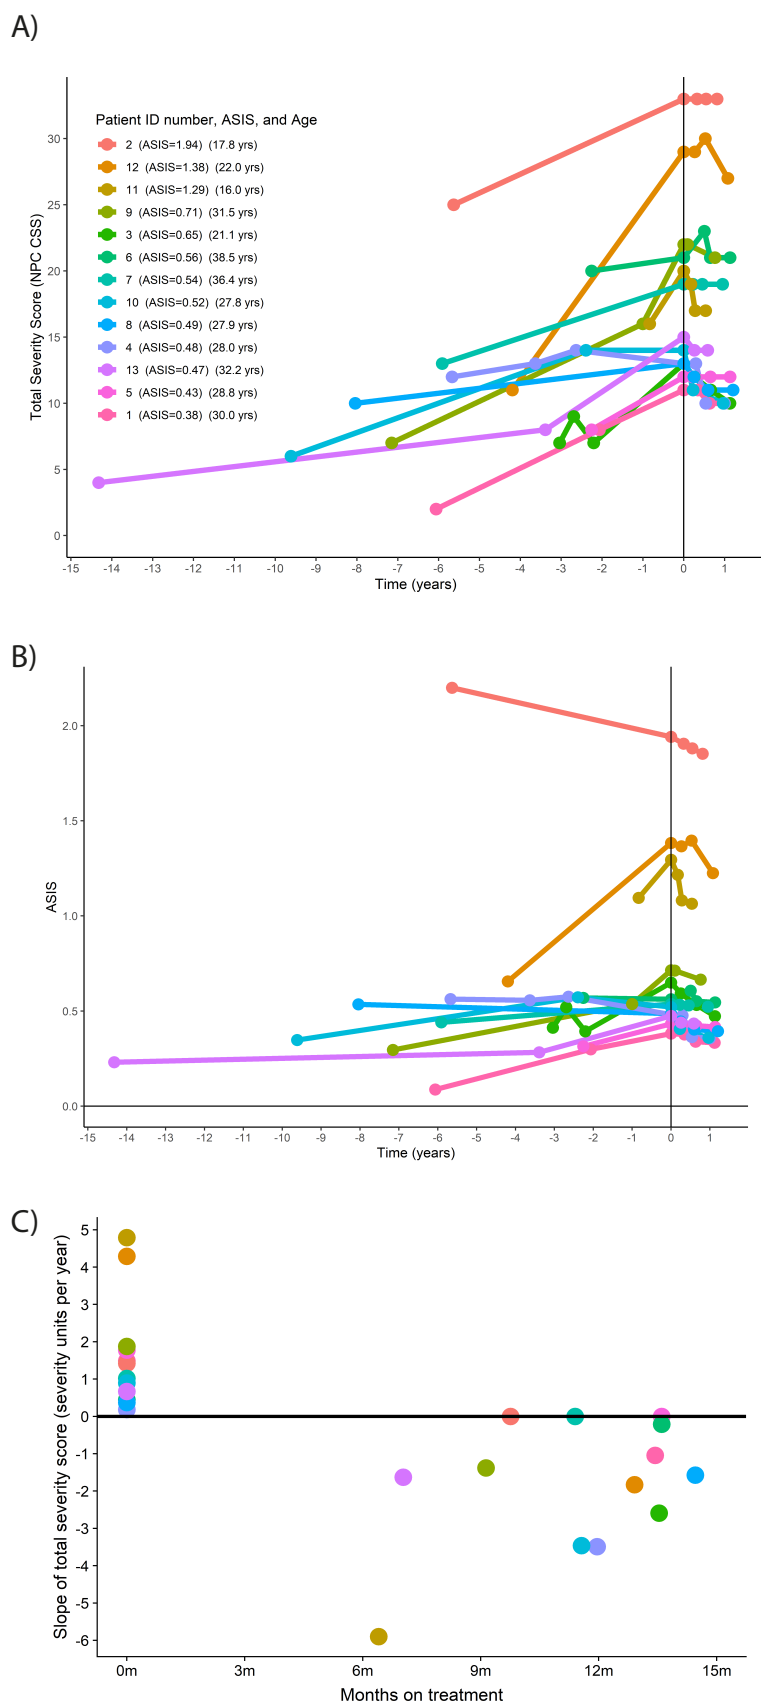 A)
Total Severity Score (NPC CSS)
Patient ID number, ASIS, and Age
2 (ASIS=1.94) (17.8 yrs)
12 (ASIS=1.38) (22.0 yrs)
11 (ASIS=1.29) (16.0 yrs)
9 (ASIS=0.71) (31.5 yrs)
3 (ASIS=0.65) (21.1 yrs)
6 (ASIS=0.56) (38.5 yrs)
7 (ASIS=0.54) (36.4 yrs)
10 (ASIS=0.52) (27.8 yrs)
8 (ASIS=0.49) (27.9 yrs)
4 (ASIS=0.48) (28.0 yrs)
13 (ASIS=0.47) (32.2 yrs)
5 (ASIS=0.43) (28.8 yrs)
1 (ASIS=0.38) (30.0 yrs)
30
25
20
15
10
5
0
-15 -14 -13 -12 -11 -10 -9 -8 -7 -6 -5 -4 -3 -2 -1 0 1
Time (years)
B)
ASIS
2.0
1.5
1.0
0.5
0.0
-15 -14 -13 -12 -11 -10 -9 -8 -7 -6 -5 -4 -3 -2 -1 0 1
Time (years)
C)
Slope of total severity score (severity units per year)
5
4
3
2
1
0
-1
-2
-3
-4
-5
-6
0m 3m 6m 9m 12m 15m
Months on treatment